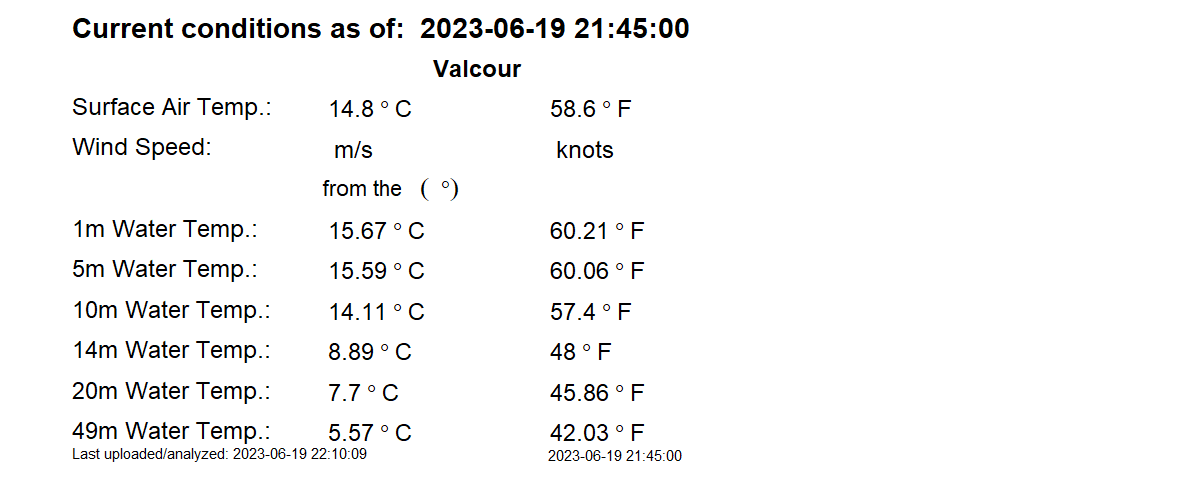 Current conditions as of: 2023-06-19 21:45:00
Valcour
Surface Air Temp.: 14.8 ° C 58.6 ° F
Wind Speed: m/s knots
from the ( °)
1m Water Temp.: 15.67 ° C 60.21 ° F
5m Water Temp.: 15.59 ° C 60.06 ° F
10m Water Temp.: 14.11 ° C 57.4 ° F
14m Water Temp.: 8.89 ° C 48 ° F
20m Water Temp.: 7.7 ° C 45.86 ° F
49m Water Temp.: 5.57 ° C 42.03 ° F
Last uploaded/analyzed: 2023-06-19 22:10:09 2023-06-19 21:45:00